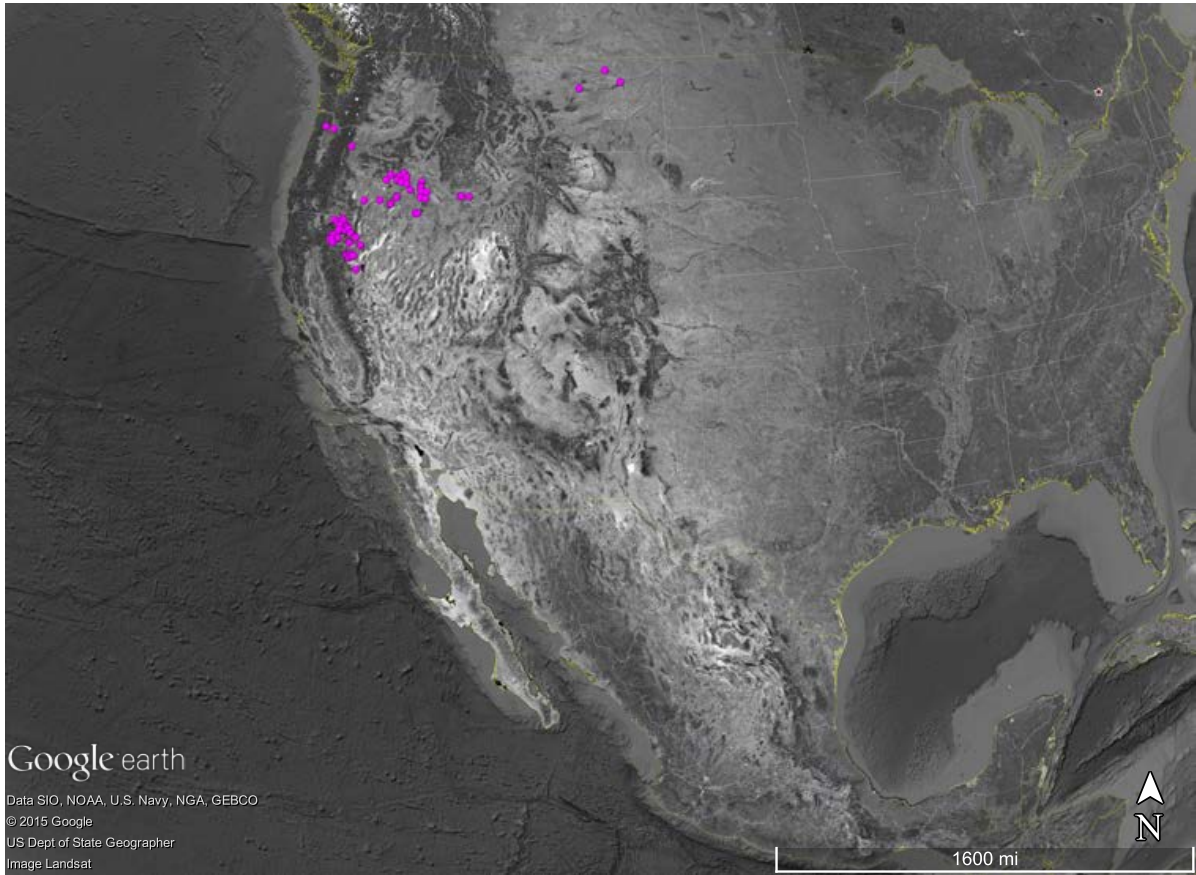 Google earth
Data SIO, NOAA, U.S. Navy, NGA, GEBCO
© 2015 Google
US Dept of State Geographer
Image Landsat
N
1600 mi